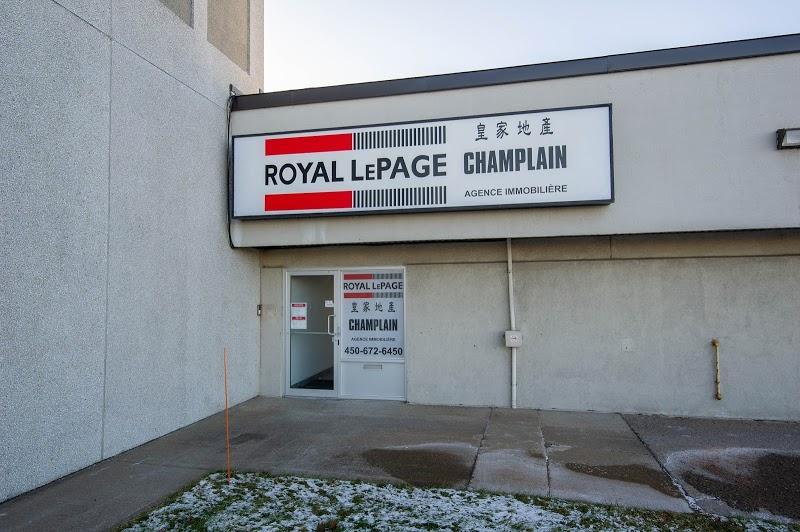 ROYAL LEPAGE
皇家地產
CHAMPLAIN
AGENCE IMMOBILIÈRE
ROYAL LEPAGE
皇家地產
CHAMPLAIN
AGENCE IMMOBILIÈRE
450-672-6450